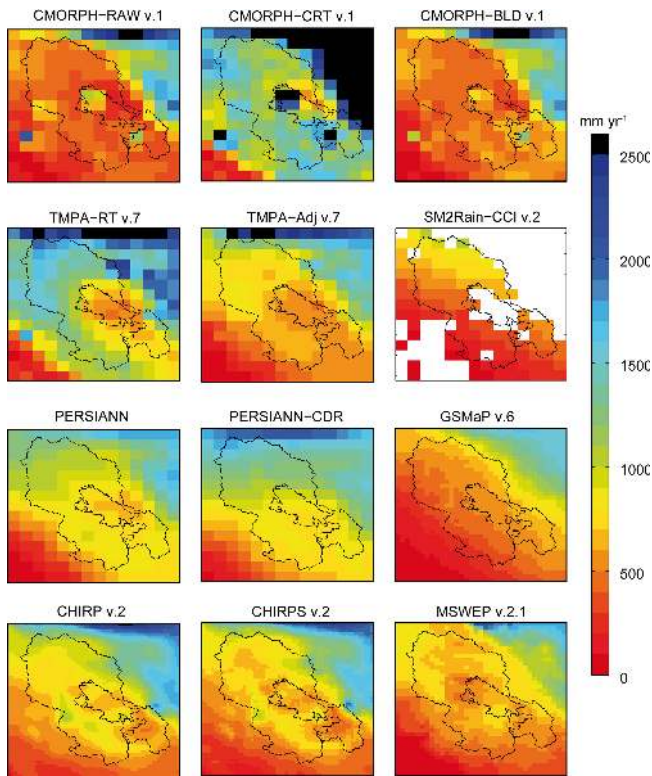 CMORPH-RAW v.1
CMORPH-CRT v.1
CMORPH-BLD v.1
mm yr⁻¹
2500
2000
1500
1000
500
0
TMPA-RT v.7
TMPA-Adj v.7
SM2Rain-CCI v.2
PERSIANN
PERSIANN-CDR
GSMaP v.6
CHIRP v.2
CHIRPS v.2
MSWEP v.2.1